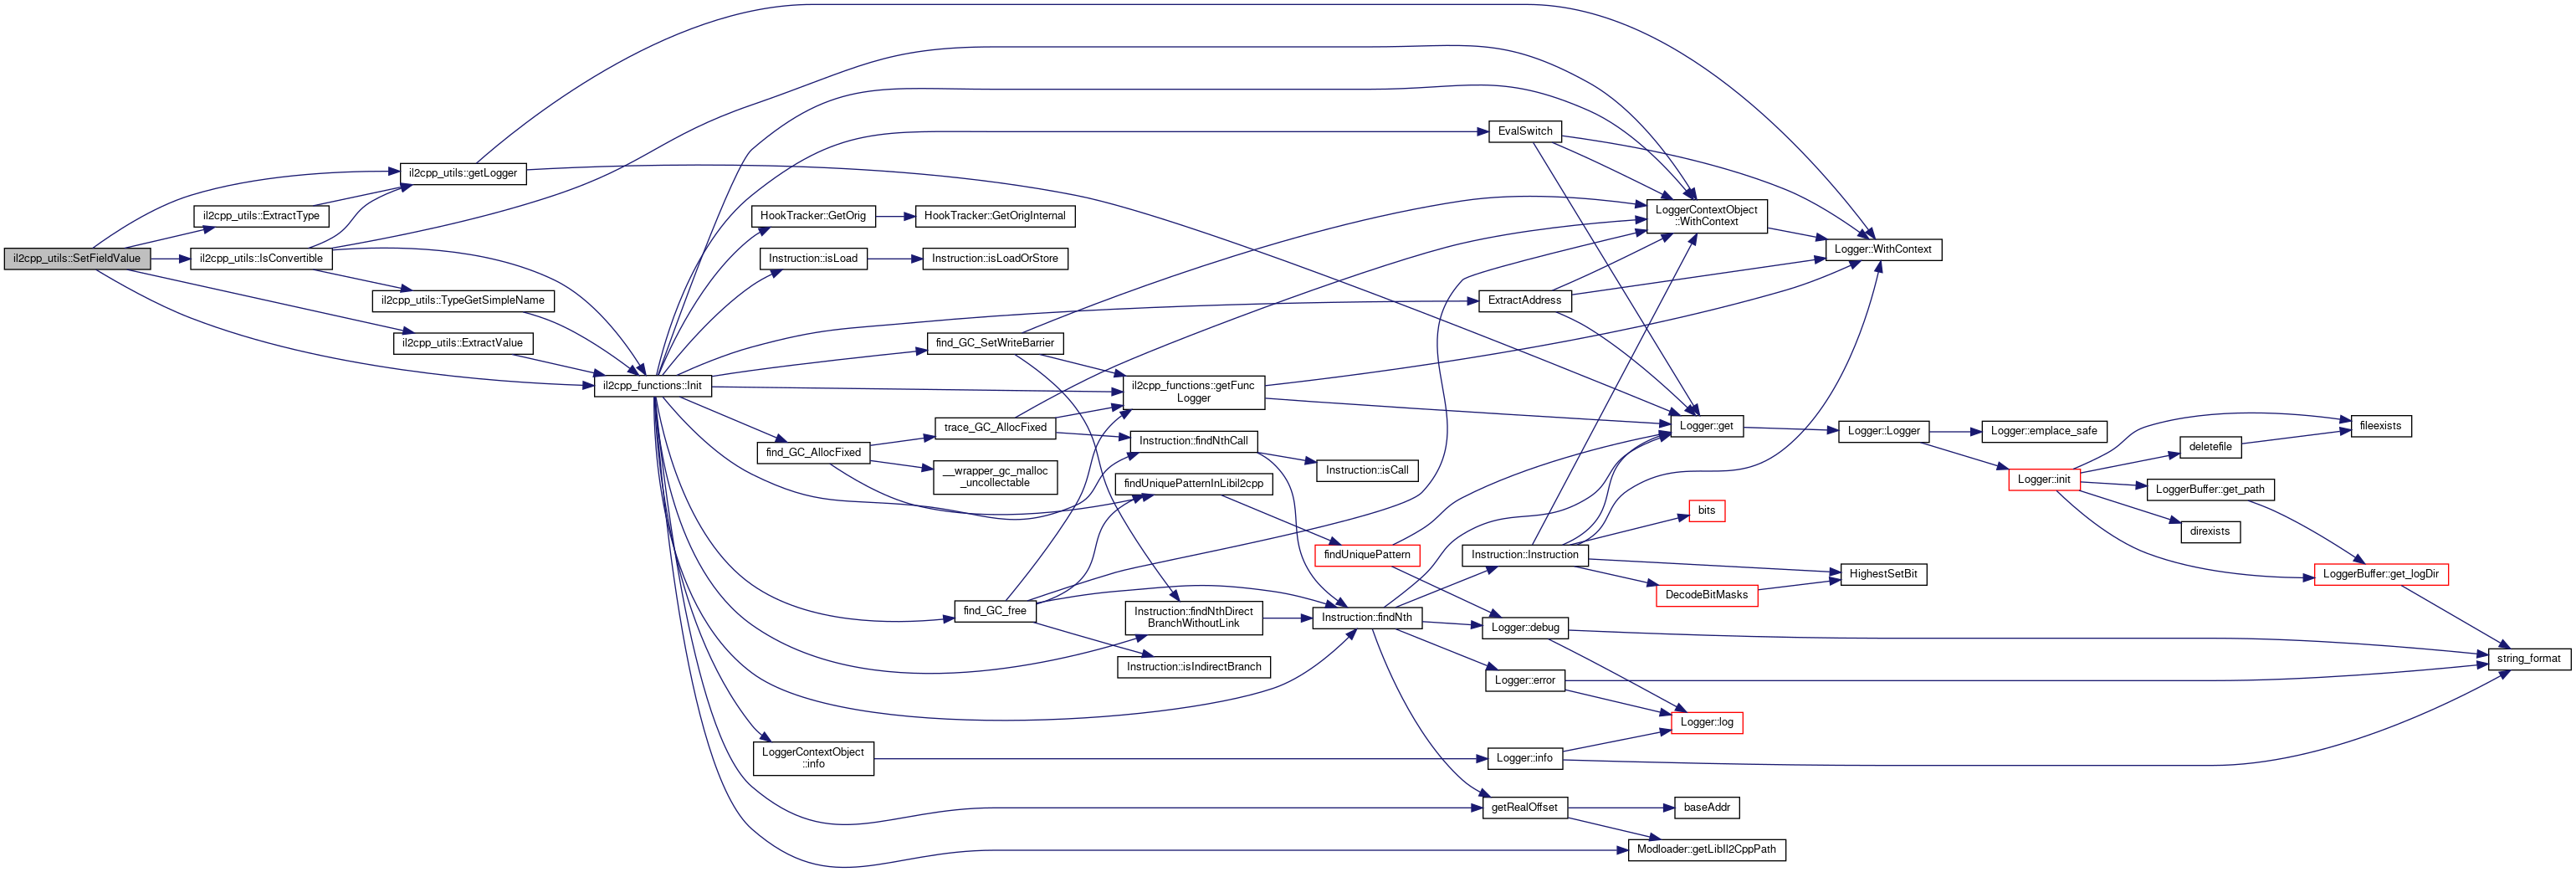 il2cpp_utils::SetFieldValue
il2cpp_utils::getLogger
il2cpp_utils::ExtractType
il2cpp_utils::IsConvertible
il2cpp_utils::TypeGetSimpleName
il2cpp_utils::ExtractValue
il2cpp_functions::Init
HookTracker::GetOrig
HookTracker::GetOrigInternal
Instruction::isLoad
Instruction::isLoadOrStore
find_GC_SetWriteBarrier
il2cpp_functions::getFunc
Logger
trace_GC_AllocFixed
find_GC_AllocFixed
__wrapper_gc_malloc
_uncollectable
Instruction::findNthCall
Instruction::isCall
findUniquePatternInLibil2cpp
findUniquePattern
find_GC_free
Instruction::findNthDirect
BranchWithoutLink
Instruction::isIndirectBranch
Instruction::findNth
LoggerContextObject
::info
EvalSwitch
LoggerContextObject
::WithContext
Logger::WithContext
ExtractAddress
Logger::get
Logger::Logger
Logger::emplace_safe
Logger::init
fileexists
deletefile
LoggerBuffer::get_path
direxists
LoggerBuffer::get_logDir
string_format
bits
Instruction::Instruction
HighestSetBit
DecodeBitMasks
Logger::debug
Logger::error
Logger::log
Logger::info
getRealOffset
baseAddr
Modloader::getLibIl2CppPath